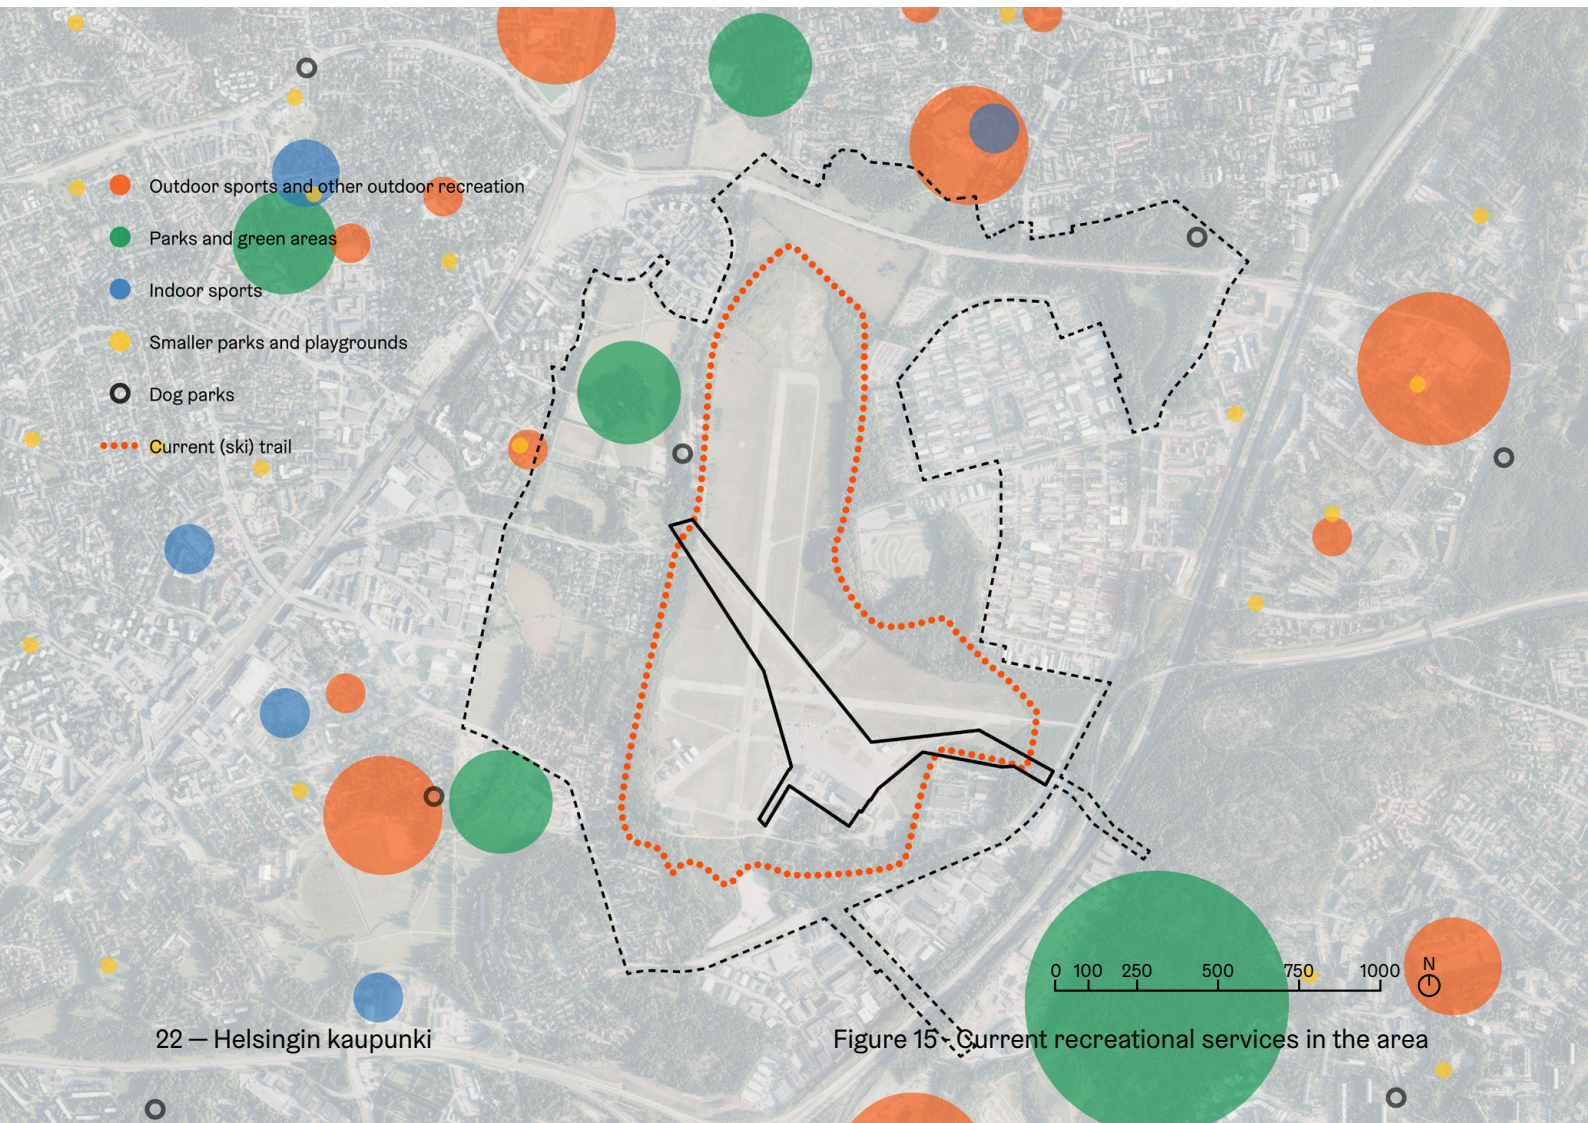 Outdoor sports and other outdoor recreation
Parks and green areas
Indoor sports
Smaller parks and playgrounds
Dog parks
Current (ski) trail
0 100 250 500 750 1000 N
22 — Helsingin kaupunki
Figure 15 - Current recreational services in the area